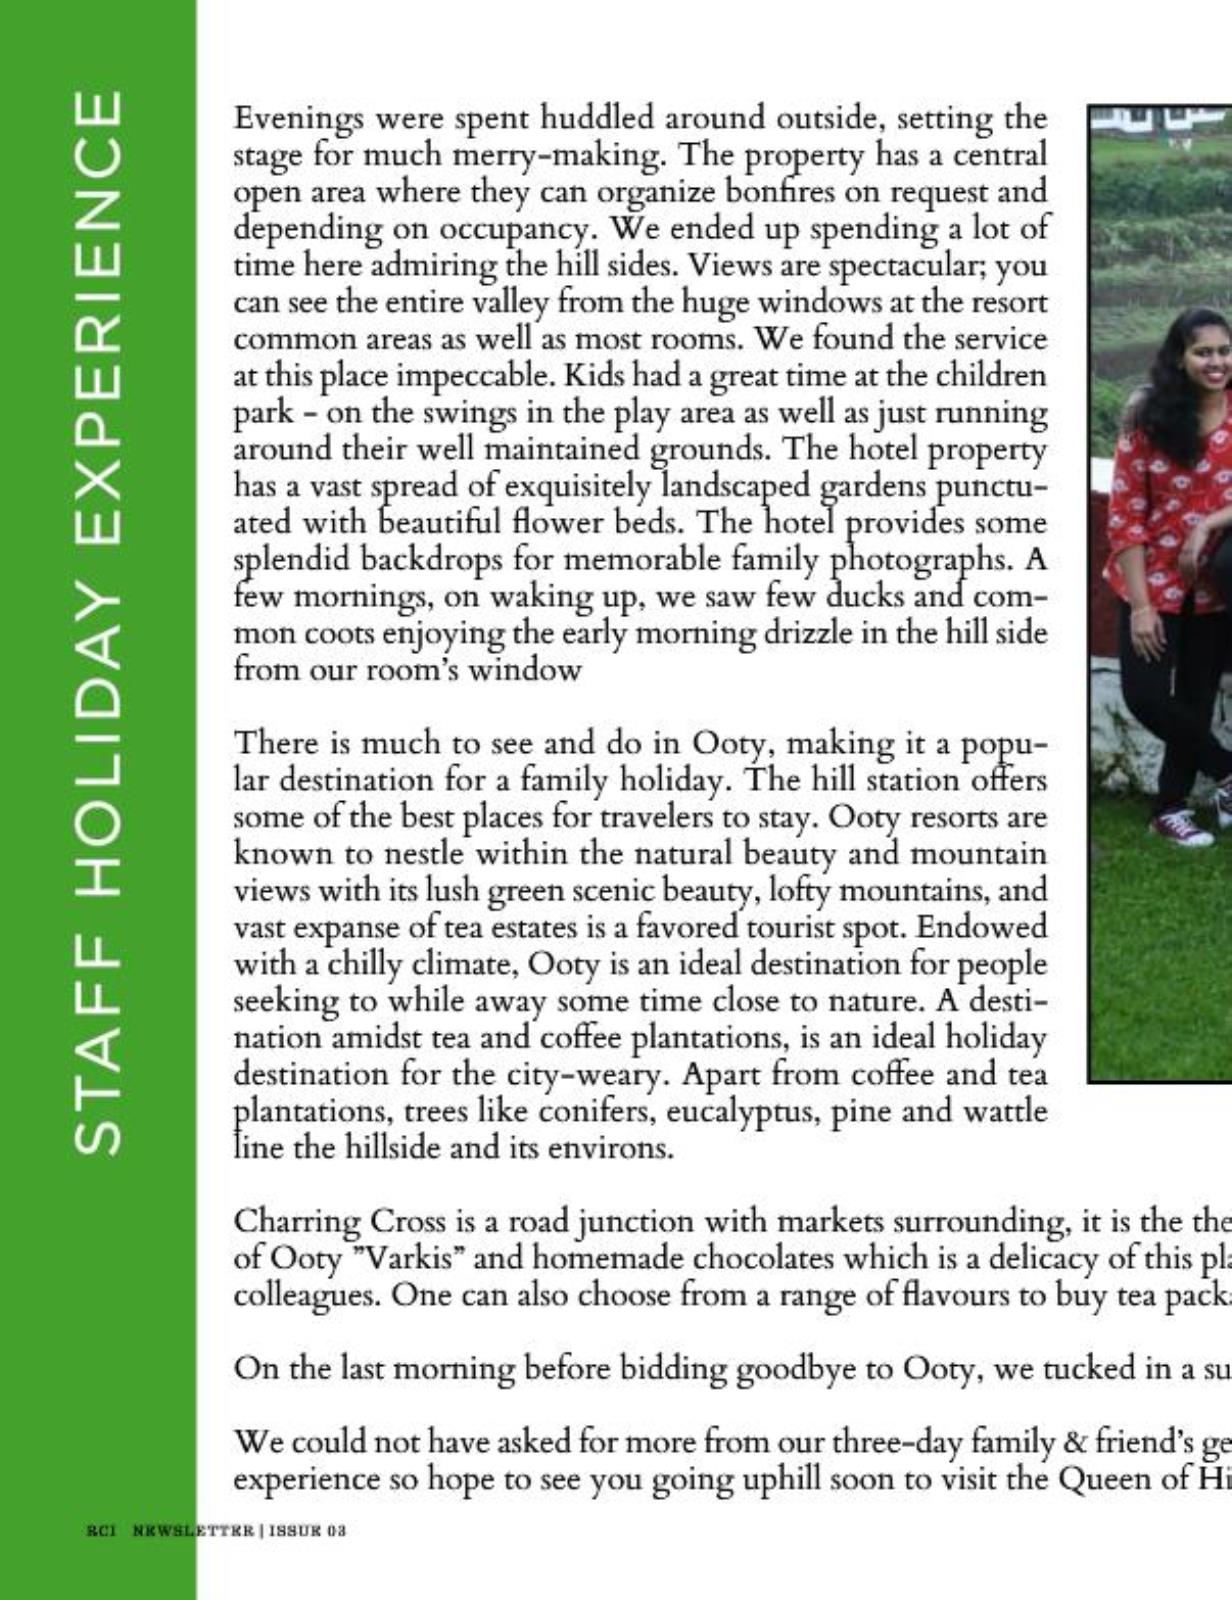 STAFF HOLIDAY EXPERIENCE
Evenings were spent huddled around outside, setting the
stage for much merry-making. The property has a central
open area where they can organize bonfires on request and
depending on occupancy. We ended up spending a lot of
time here admiring the hill sides. Views are spectacular; you
can see the entire valley from the huge windows at the resort
common areas as well as most rooms. We found the service
at this place impeccable. Kids had a great time at the children
park - on the swings in the play area as well as just running
around their well maintained grounds. The hotel property
has a vast spread of exquisitely landscaped gardens punctu-
ated with beautiful flower beds. The hotel provides some
splendid backdrops for memorable family photographs. A
few mornings, on waking up, we saw few ducks and com-
mon coots enjoying the early morning drizzle in the hill side
from our room's window
There is much to see and do in Ooty, making it a popu-
lar destination for a family holiday. The hill station offers
some of the best places for travelers to stay. Ooty resorts are
known to nestle within the natural beauty and mountain
views with its lush green scenic beauty, lofty mountains, and
vast expanse of tea estates is a favored tourist spot. Endowed
with a chilly climate, Ooty is an ideal destination for people
seeking to while away some time close to nature. A desti-
nation amidst tea and coffee plantations, is an ideal holiday
destination for the city-weary. Apart from coffee and tea
plantations, trees like conifers, eucalyptus, pine and wattle
line the hillside and its environs.
Charring Cross is a road junction with markets surrounding, it is the
of Ooty "Varkis" and homemade chocolates which is a delicacy of this
colleagues. One can also choose from a range of flavours to buy tea
On the last morning before bidding goodbye to Ooty, we tucked in a
We could not have asked for more from our three-day family & friend's
experience so hope to see you going uphill soon to visit the Queen of
RCI NEWSLETTER | ISSUE 03